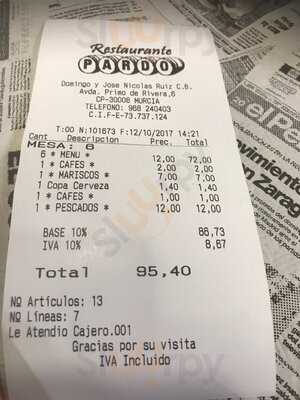 Restaurante
PARDO
Domingo y Jose Nicolas Ruiz C.B.
Avda. Primo de Rivera,6
CP-30008 MURCIA
TELEFONO: 968 240403
C.I.F-E-73.737.124
T:00 N:101673 F:12/10/2017 14:21
Cant Descripcion Prec. Total
MESA: 6
6 * MENU * 12,00 72,00
1 * CAFES * 2,00 2,00
1 * MARISCOS * 7,00 7,00
1 Copa Cerveza 1,40 1,40
1 * CAFES * 1,00 1,00
1 * PESCADOS * 12,00 12,00
BASE 10% 86,73
IVA 10% 8,67
Total 95,40
NQ Articulos: 13
NQ Lineas: 7
Le Atendio Cajero.001
Gracias por su visita
IVA Incluido